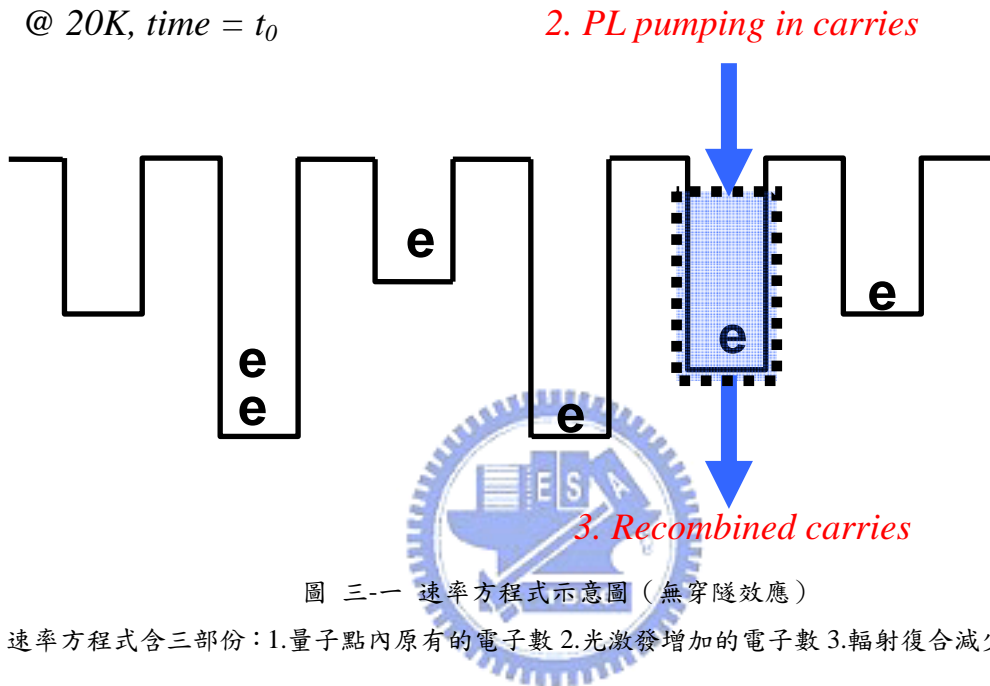 @ 20K, time = t₀
2. PL pumping in carries
e
e
e
e
e
e
E S A
3. Recombined carries
圖 三-一 速率方程式示意圖（無穿隧效應）
速率方程式含三部份：1.量子點內原有的電子數 2.光激發增加的電子數 3.輻射復合減